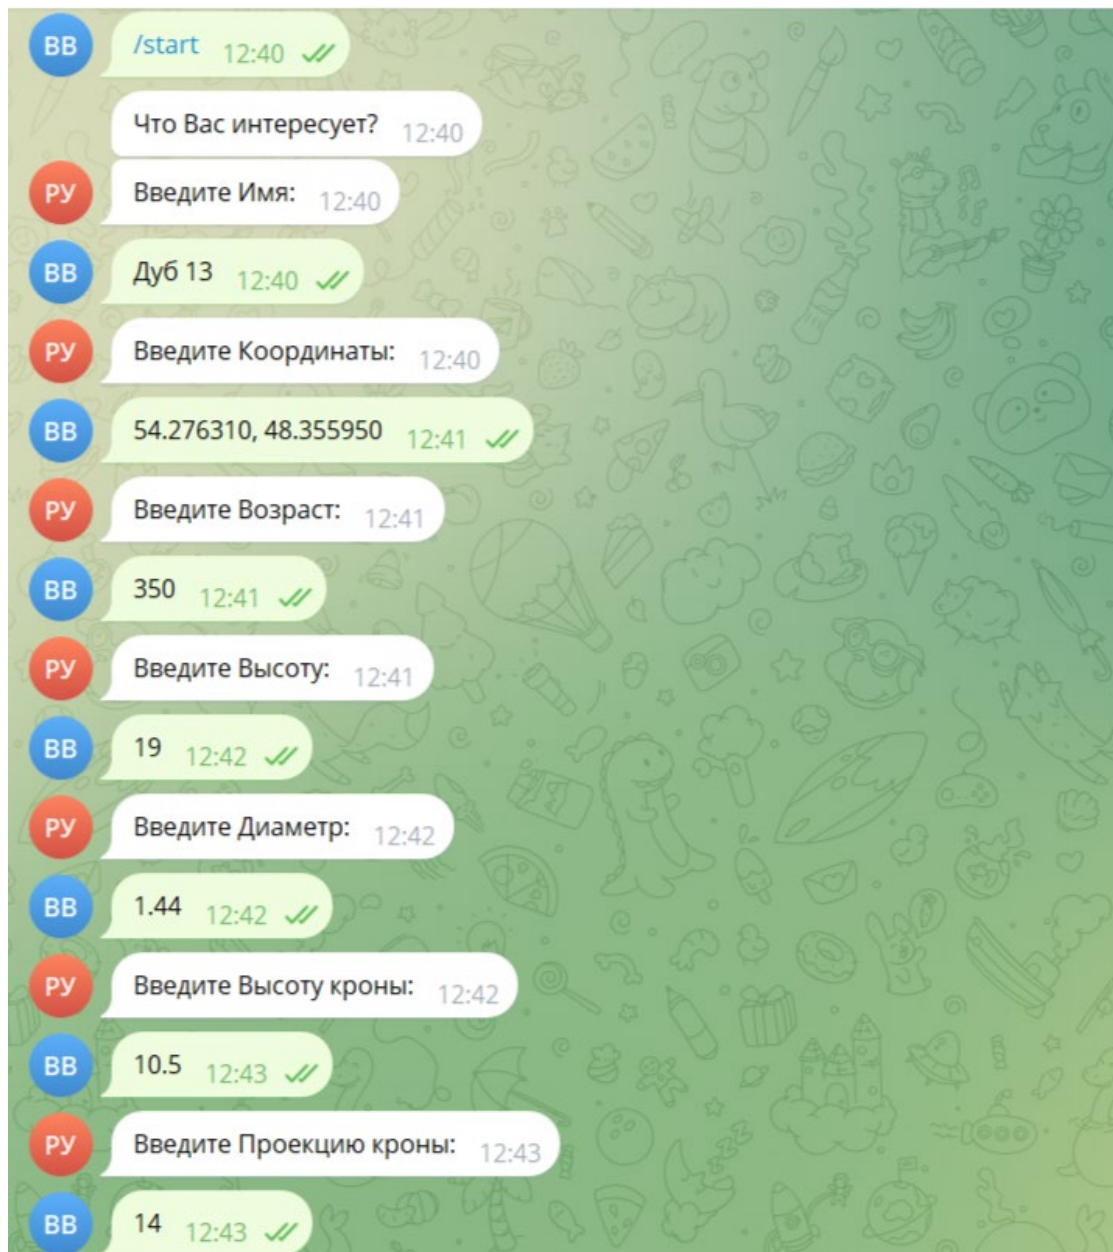 ВВ
/start 12:40
Что Вас интересует? 12:40
РУ
Введите Имя: 12:40
ВВ
Дуб 13 12:40
РУ
Введите Координаты: 12:40
ВВ
54.276310, 48.355950 12:41
РУ
Введите Возраст: 12:41
ВВ
350 12:41
РУ
Введите Высоту: 12:41
ВВ
19 12:42
РУ
Введите Диаметр: 12:42
ВВ
1.44 12:42
РУ
Введите Высоту кроны: 12:42
ВВ
10.5 12:43
РУ
Введите Проекцию кроны: 12:43
ВВ
14 12:43